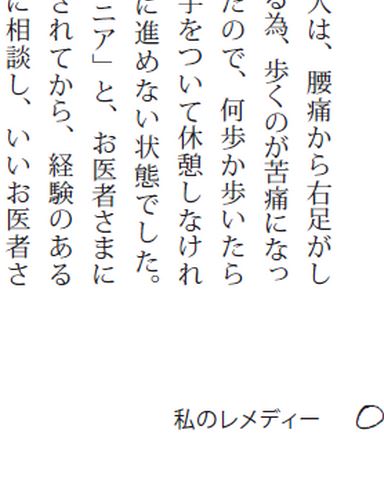 人は、腰痛から右足がし
る為、歩くのが苦痛になっ
たので、何歩か歩いたら
子をついて休憩しなけれ
に進めない状態でした。
ニア」と、お医者さまに
されてから、経験のある
に相談し、いいお医者さ
私のレメディー